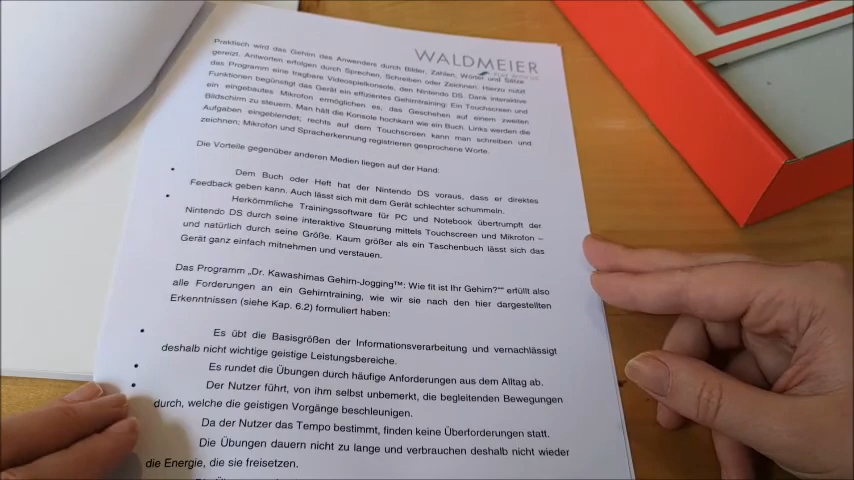 WALDMEIER
Praktisch wird das Gehirn des Anwenders durch Bilder, Zahlen, Wörter und Sätze
gereizt. Antworten erfolgen durch Sprechen, Schreiben oder Zeichnen. Hierzu nutzt
das Programm eine tragbare Videospielkonsole, den Nintendo DS. Dank interaktive
Funktionen begünstigt das Gerät ein effizientes Gehirntraining: Ein Touchscreen und
ein eingebautes Mikrofon ermöglichen es, das Geschehen auf einem zweiten
Bildschirm zu steuern. Man hält die Konsole hochkant wie ein Buch. Links werden die
Aufgaben eingeblendet; rechts auf dem Touchscreen kann man schreiben und
zeichnen; Mikrofon und Spracherkennung registrieren gesprochene Worte.
Die Vorteile gegenüber anderen Medien liegen auf der Hand:
• Dem Buch oder Heft hat der Nintendo DS voraus, dass er direktes
Feedback geben kann. Auch lässt sich mit dem Gerät schlechter schummeln.
• Herkömmliche Trainingssoftware für PC und Notebook übertrumpft der
Nintendo DS durch seine interaktive Steuerung mittels Touchscreen und Mikrofon –
und natürlich durch seine Größe. Kaum größer als ein Taschenbuch lässt sich das
Gerät ganz einfach mitnehmen und verstauen.
Das Programm „Dr. Kawashimas Gehirn-Jogging™: Wie fit ist Ihr Gehirn?"“ erfüllt also
alle Forderungen an ein Gehirntraining, wie wir sie nach den hier dargestellten
Erkenntnissen (siehe Kap. 6.2) formuliert haben:
• Es übt die Basisgrößen der Informationsverarbeitung und vernachlässigt
deshalb nicht wichtige geistige Leistungsbereiche.
• Es rundet die Übungen durch häufige Anforderungen aus dem Alltag ab.
• Der Nutzer führt, von ihm selbst unbemerkt, die begleitenden Bewegungen
durch, welche die geistigen Vorgänge beschleunigen.
Da der Nutzer das Tempo bestimmt, finden keine Überforderungen statt.
Die Übungen dauern nicht zu lange und verbrauchen deshalb nicht wieder
die Energie, die sie freisetzen.